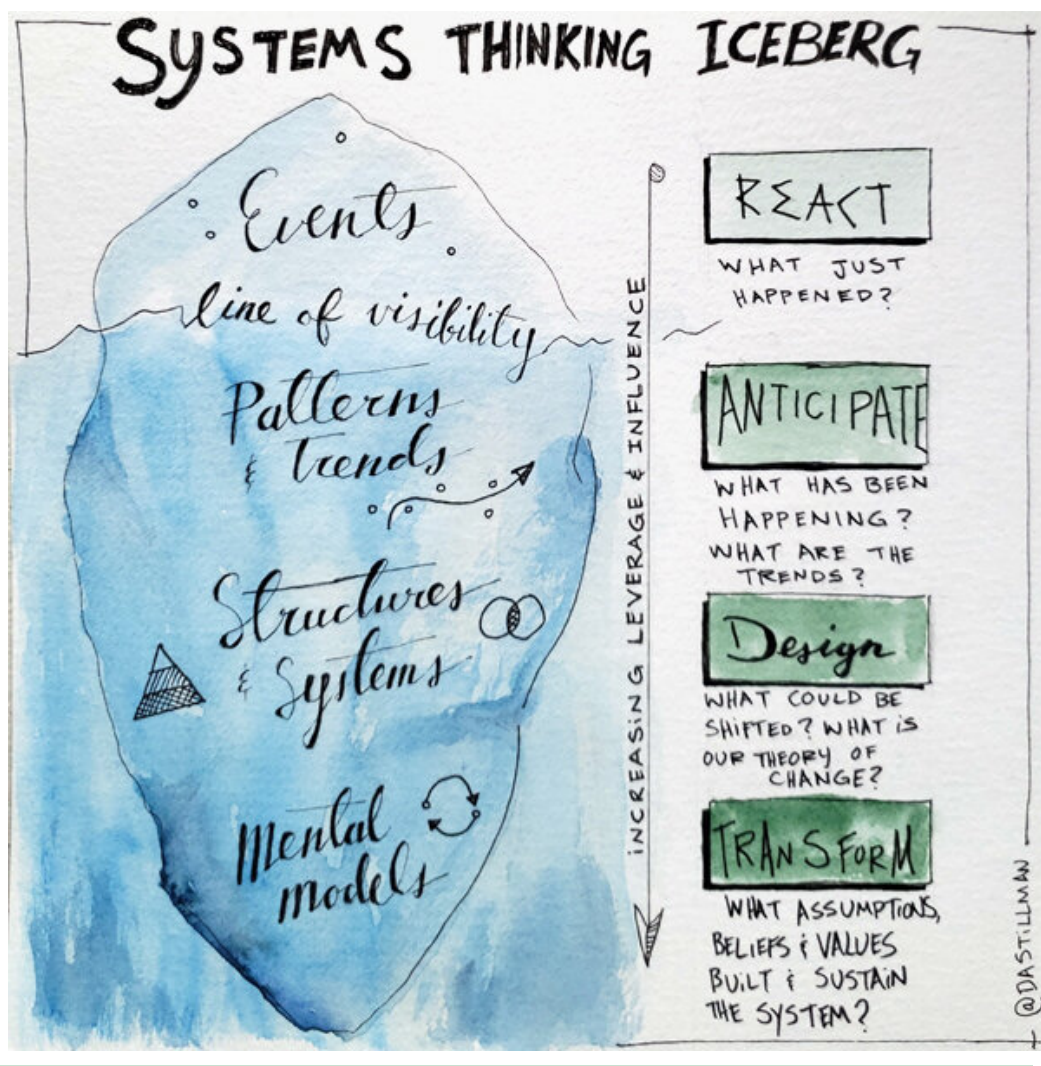 SYSTEMS THINKING ICEBERG
Events
line of visibility
Patterns
& trends
Structures
& Systems
Mental
models
INCREASING LEVERAGE & INFLUENCE
REACT
WHAT JUST
HAPPENED?
ANTICIPATE
WHAT HAS BEEN
HAPPENING?
WHAT ARE THE
TRENDS?
Design
WHAT COULD BE
SHIFTED? WHAT IS
OUR THEORY OF
CHANGE?
TRANSFORM
WHAT ASSUMPTIONS,
BELIEFS & VALUES
BUILT & SUSTAIN
THE SYSTEM?
@DASTILLMAN